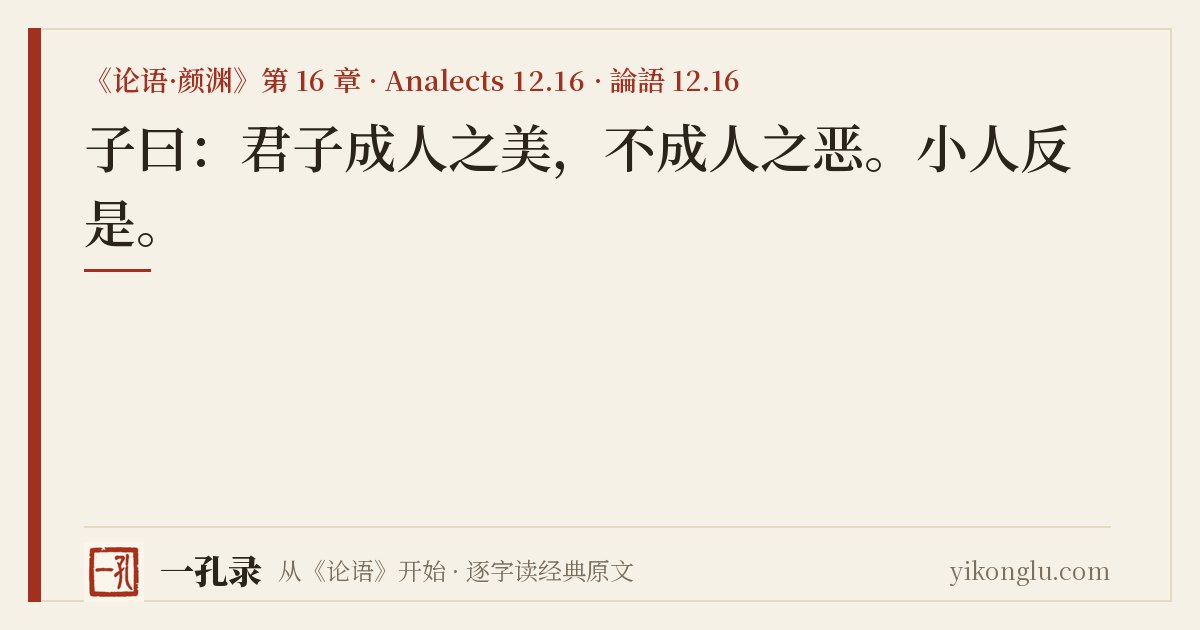 《论语·颜渊》第 16 章 · Analects 12.16 · 論語 12.16
子曰：君子成人之美，不成人之恶。小人反
是。
一孔
一孔录 从《论语》开始 · 逐字读经典原文 yikonglu.com